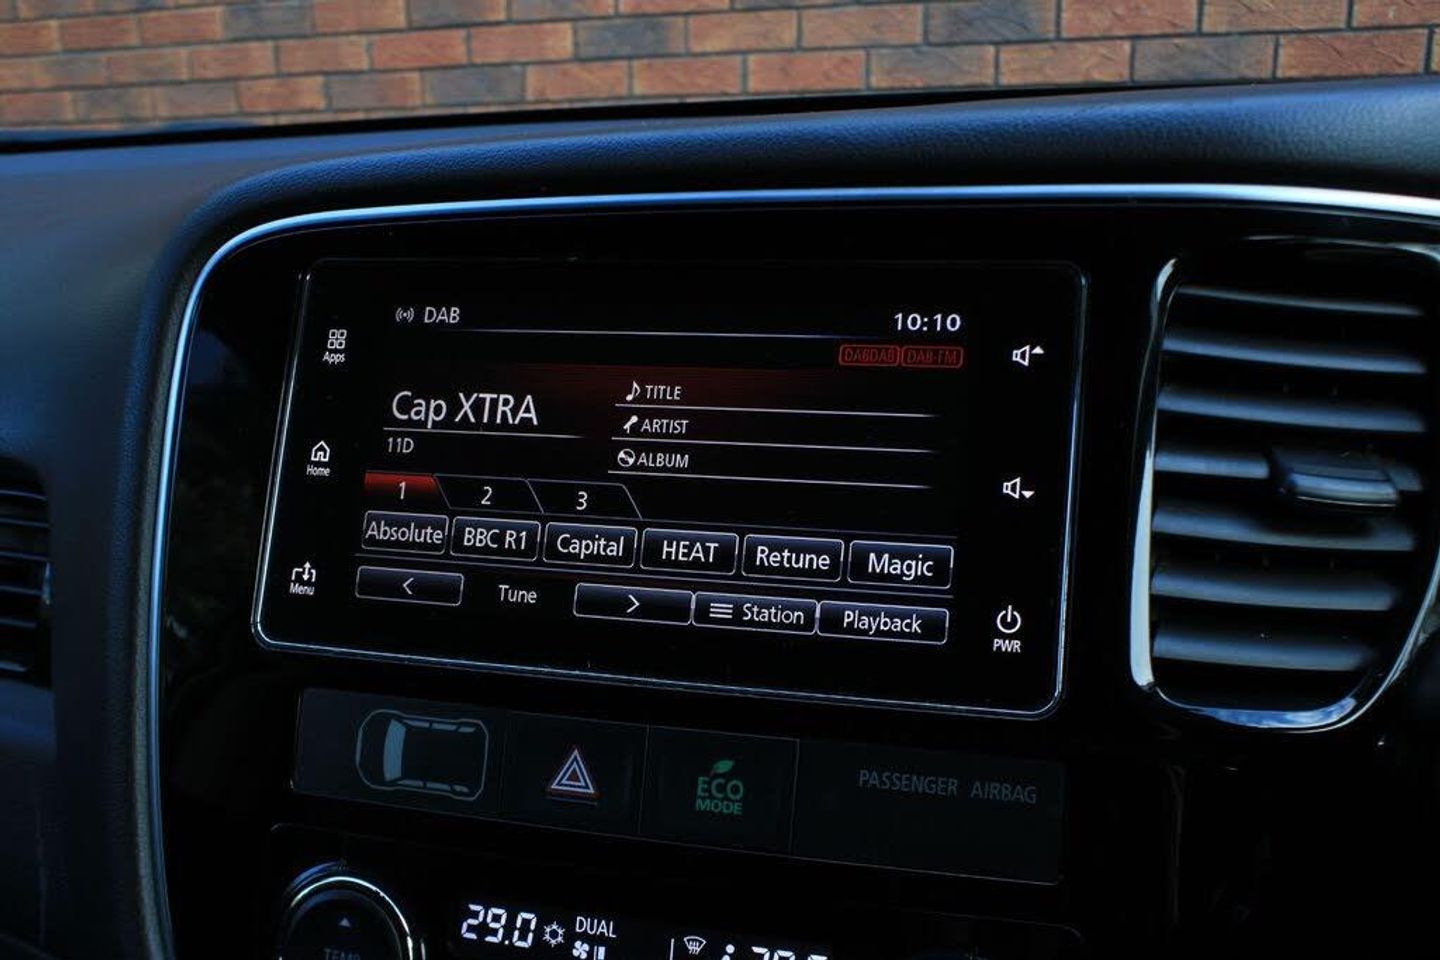 DAB
10:10
DABDAB DAB-FM
Apps
Cap XTRA
11D
TITLE
ARTIST
ALBUM
Home
1 2 3
Absolute BBC R1 Capital HEAT Retune Magic
< Tune > Station Playback
Menu
PWR
ECO
MODE
PASSENGER AIRBAG
29.0 DUAL
TEMP